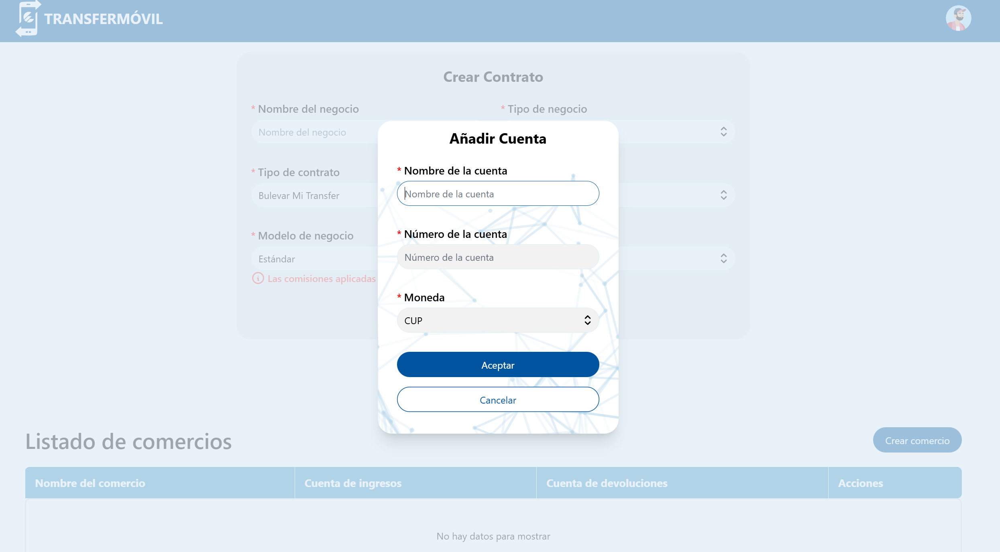 TRANSFERMÓVIL
Crear Contrato
* Nombre del negocio
* Tipo de negocio
Nombre del negocio
* Tipo de contrato
Bulevar Mi Transfer
* Modelo de negocio
Estándar
Las comisiones aplicadas
Añadir Cuenta
* Nombre de la cuenta
Nombre de la cuenta
* Número de la cuenta
Número de la cuenta
* Moneda
CUP
Aceptar
Cancelar
Listado de comercios
Crear comercio
Nombre del comercio
Cuenta de ingresos
Cuenta de devoluciones
Acciones
No hay datos para mostrar